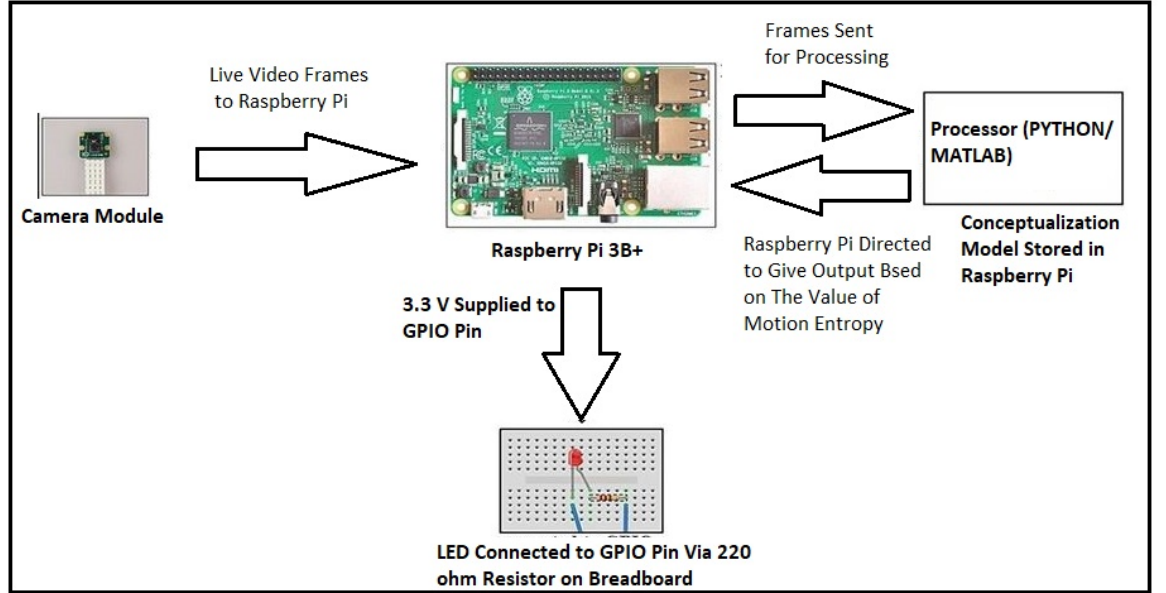 Live Video Frames
to Raspberry Pi
Camera Module
Raspberry Pi 3B+
Frames Sent
for Processing
Processor (PYTHON/
MATLAB)
Conceptualization
Model Stored in
Raspberry Pi
Raspberry Pi Directed
to Give Output Bsed
on The Value of
Motion Entropy
3.3 V Supplied to
GPIO Pin
LED Connected to GPIO Pin Via 220
ohm Resistor on Breadboard
HDMI